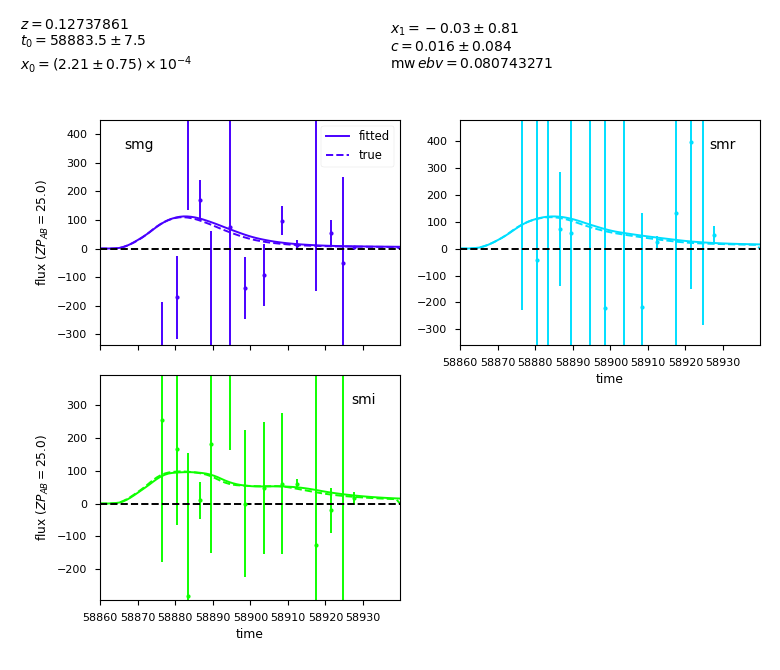 z = 0.12737861
t₀ = 58883.5 ± 7.5
x₀ = (2.21 ± 0.75) × 10⁻⁴
x₁ = −0.03 ± 0.81
c = 0.016 ± 0.084
mw ebv = 0.080743271
smg
fitted
true
400
300
200
100
0
−100
−200
−300
flux (ZP_AB = 25.0)
smr
400
300
200
100
0
−100
−200
−300
58860 58870 58880 58890 58900 58910 58920 58930
time
smi
300
200
100
0
−100
−200
flux (ZP_AB = 25.0)
58860 58870 58880 58890 58900 58910 58920 58930
time